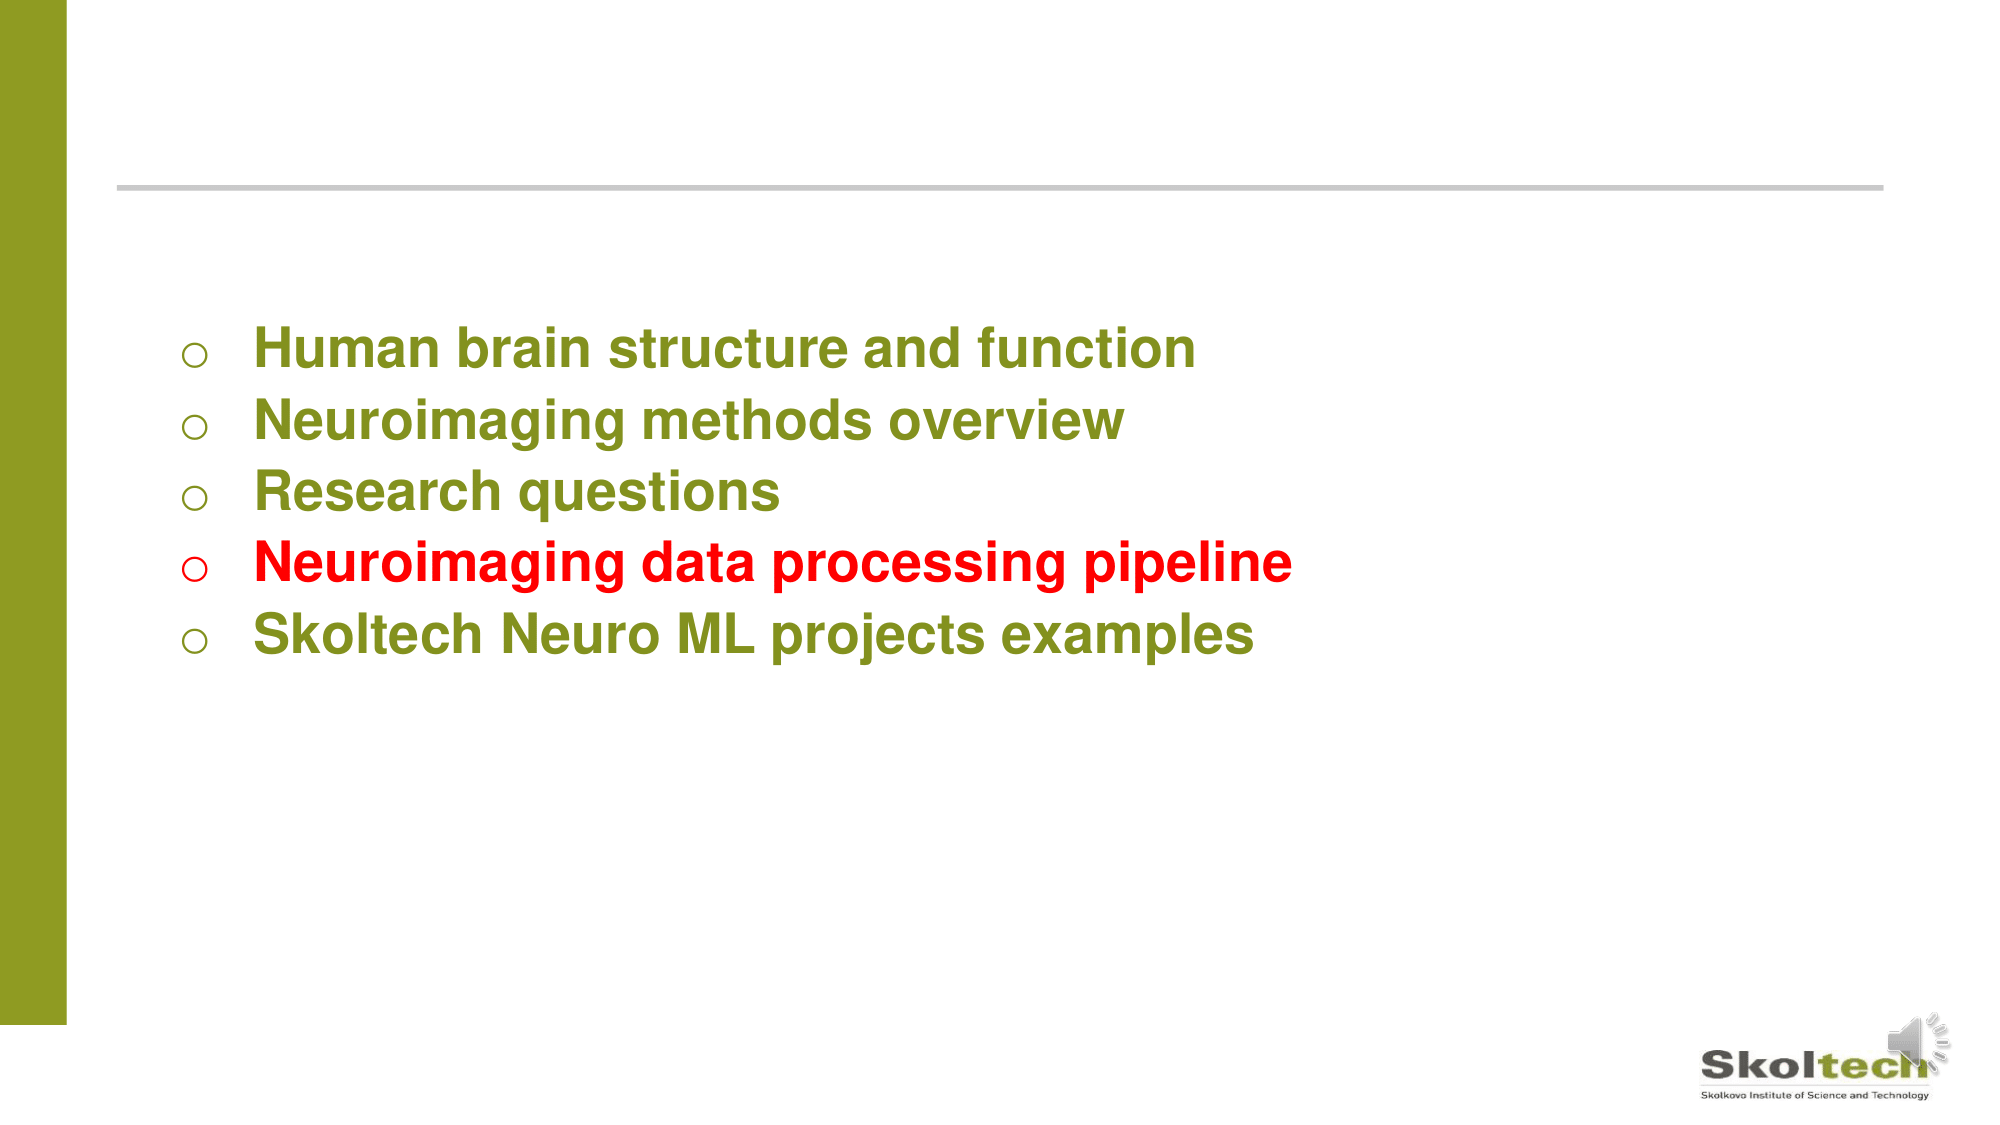 Human brain structure and function
Neuroimaging methods overview
Research questions
Neuroimaging data processing pipeline
Skoltech Neuro ML projects examples
Skoltech
Skolkovo Institute of Science and Technology